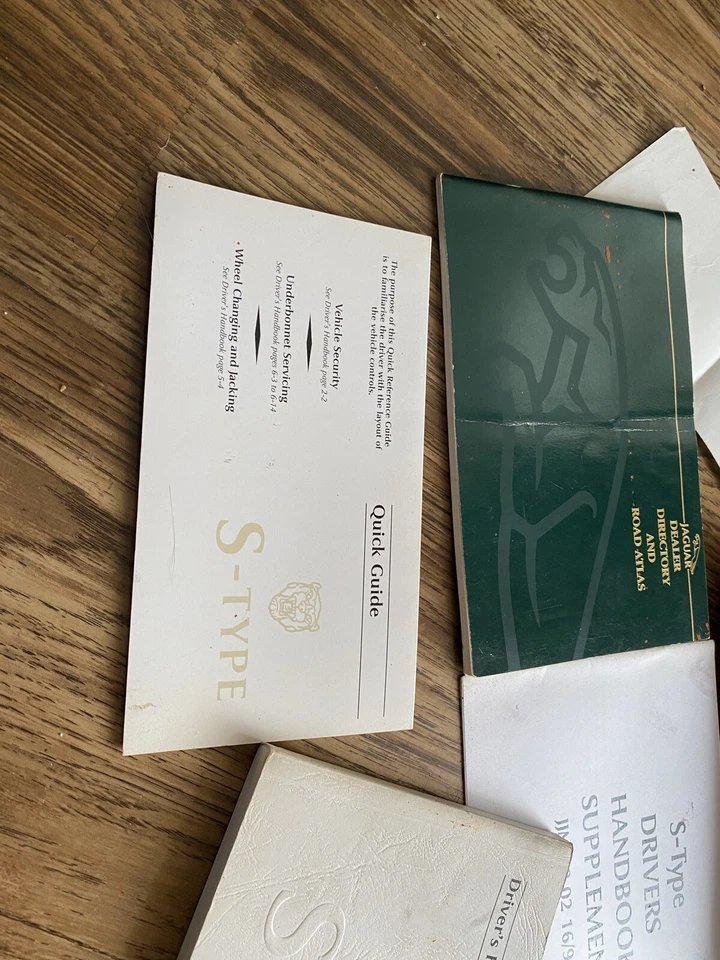 The purpose of this Quick Reference Guide
is to familiarise the driver with the layout of
the vehicle controls.
Vehicle Security
See Driver's Handbook page 2-2
Underbonnet Servicing
See Driver's Handbook pages 6-3 to 6-14
• Wheel Changing and Jacking
See Driver's Handbook page 5-4
Quick Guide
S-TYPE
JAGUAR
DEALER
DIRECTORY
AND
ROAD ATLAS
S-Type
DRIVERS
HANDBOOK
SUPPLEMEN
02 16/9
Driver's
S